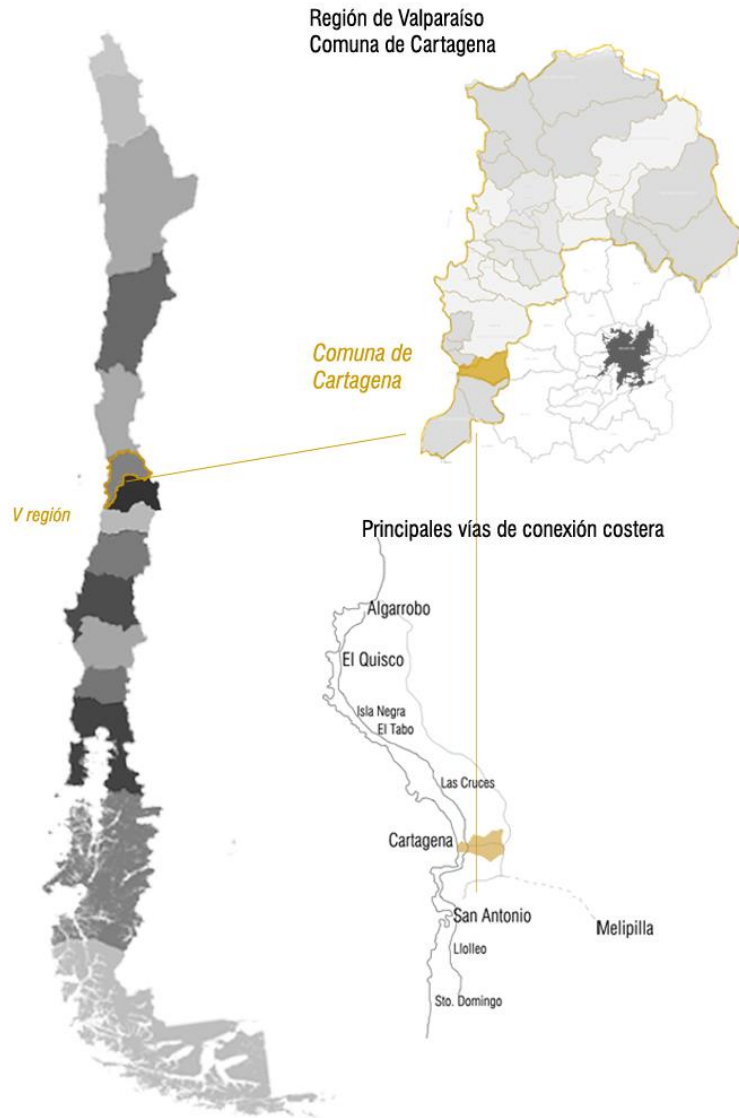 Región de Valparaíso
Comuna de Cartagena
Comuna de
Cartagena
V región
Principales vías de conexión costera
Algarrobo
El Quisco
Isla Negra
El Tabo
Las Cruces
Cartagena
San Antonio
Melipilla
Llolleo
Sto. Domingo